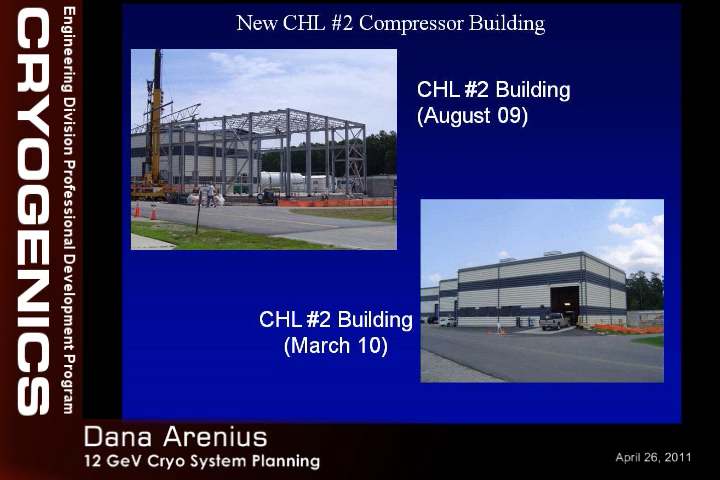 CRYOGENICS
Engineering Division Professional Development Program
New CHL #2 Compressor Building
CHL #2 Building
(August 09)
CHL #2 Building
(March 10)
Dana Arenius
12 GeV Cryo System Planning
April 26, 2011